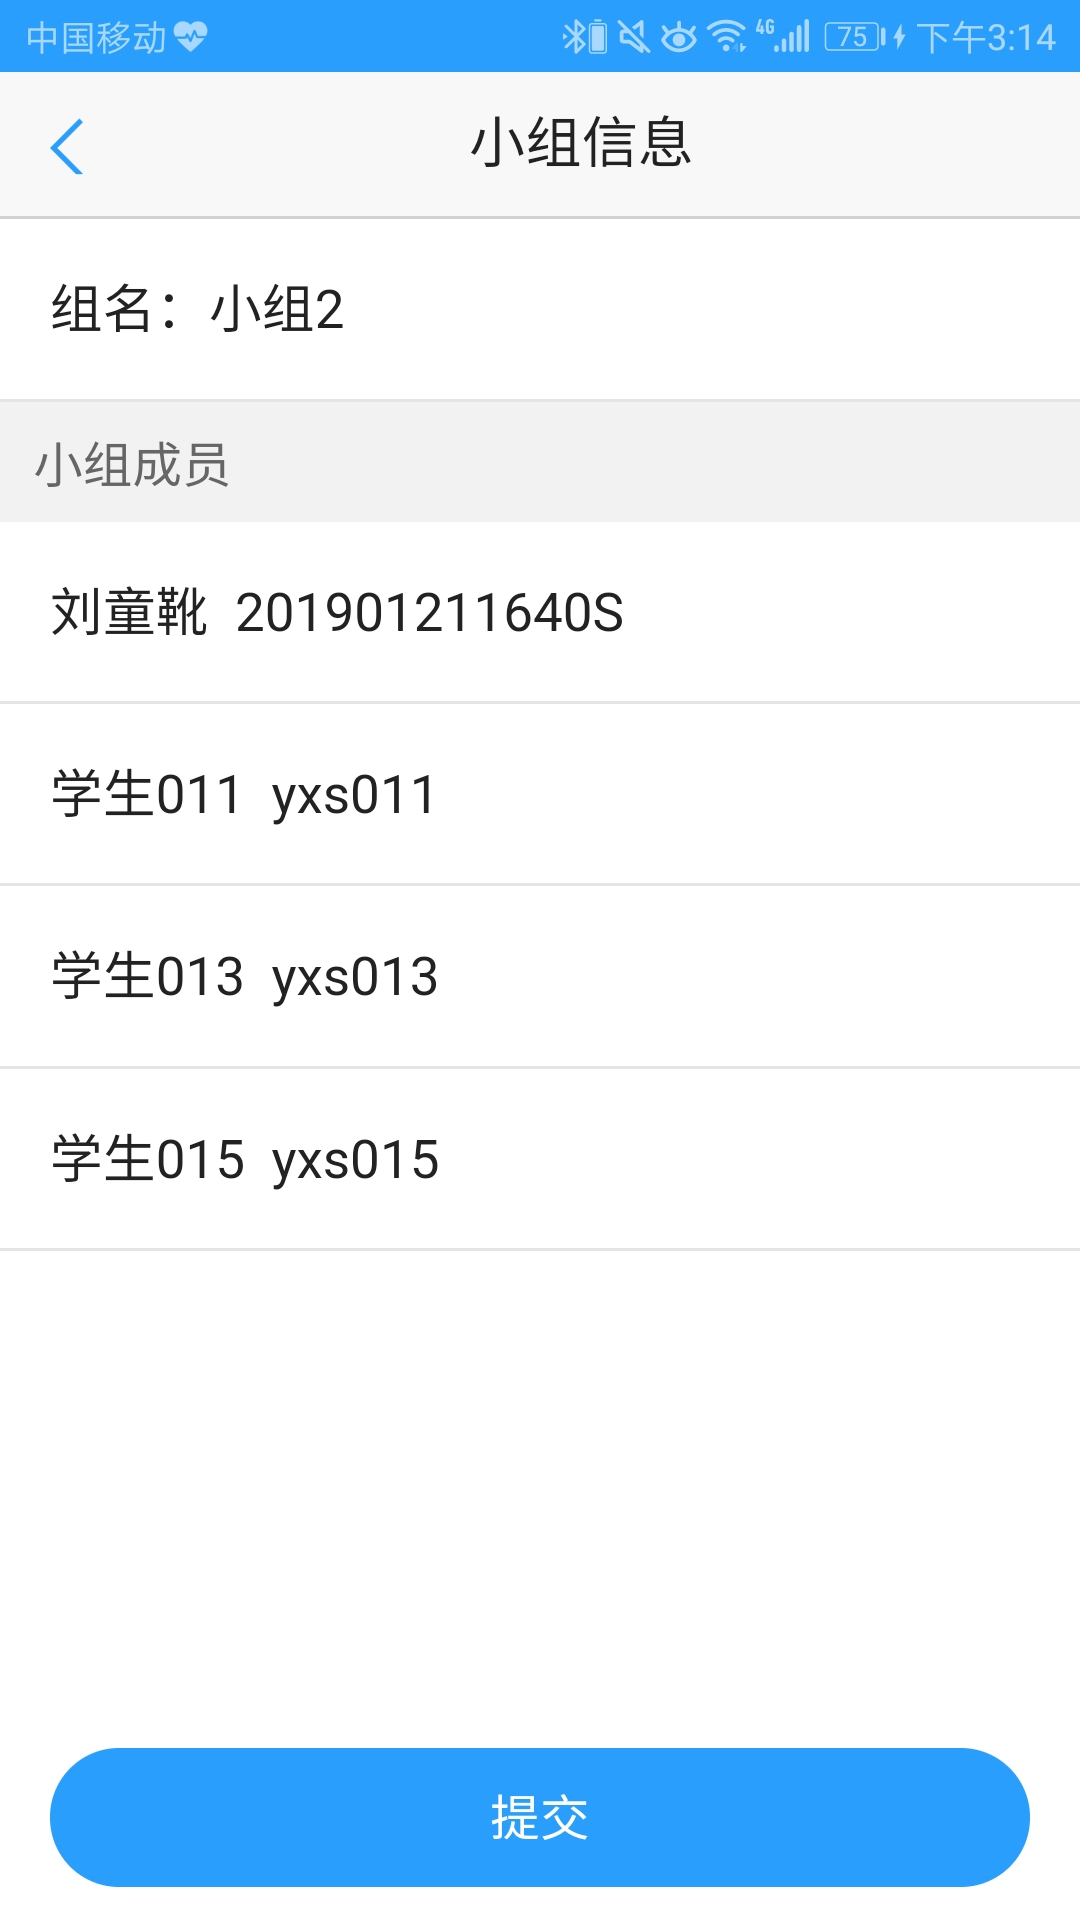 中国移动 4G 75 下午3:14
小组信息
组名：小组2
小组成员
刘童靴 201901211640S
学生011 yxs011
学生013 yxs013
学生015 yxs015
提交